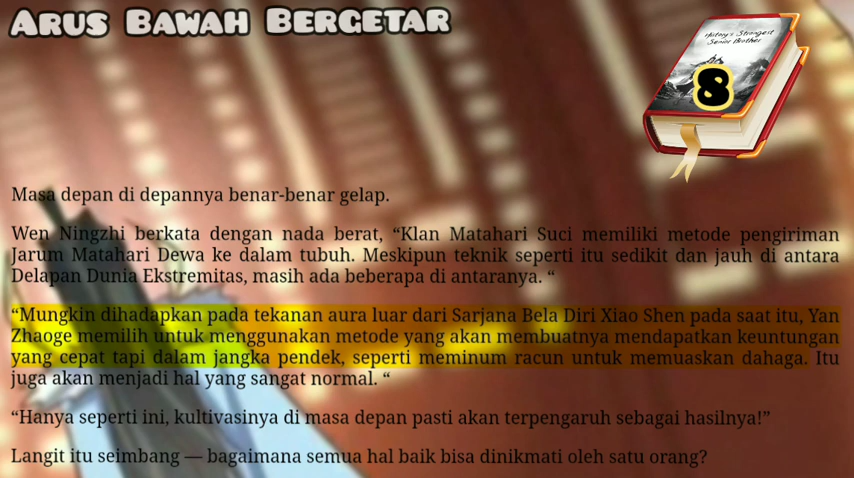 Arus Bawah Bergetar
History's Strongest
Senior Brother
8
Masa depan di depannya benar-benar gelap.
Wen Ningzhi berkata dengan nada berat, “Klan Matahari Suci memiliki metode pengiriman
Jarum Matahari Dewa ke dalam tubuh. Meskipun teknik seperti itu sedikit dan jauh di antara
Delapan Dunia Ekstremitas, masih ada beberapa di antaranya. “
“Mungkin dihadapkan pada tekanan aura luar dari Sarjana Bela Diri Xiao Shen pada saat itu, Yan
Zhaoge memilih untuk menggunakan metode yang akan membuatnya mendapatkan keuntungan
yang cepat tapi dalam jangka pendek, seperti meminum racun untuk memuaskan dahaga. Itu
juga akan menjadi hal yang sangat normal. “
“Hanya seperti ini, kultivasinya di masa depan pasti akan terpengaruh sebagai hasilnya!”
Langit itu seimbang — bagaimana semua hal baik bisa dinikmati oleh satu orang?